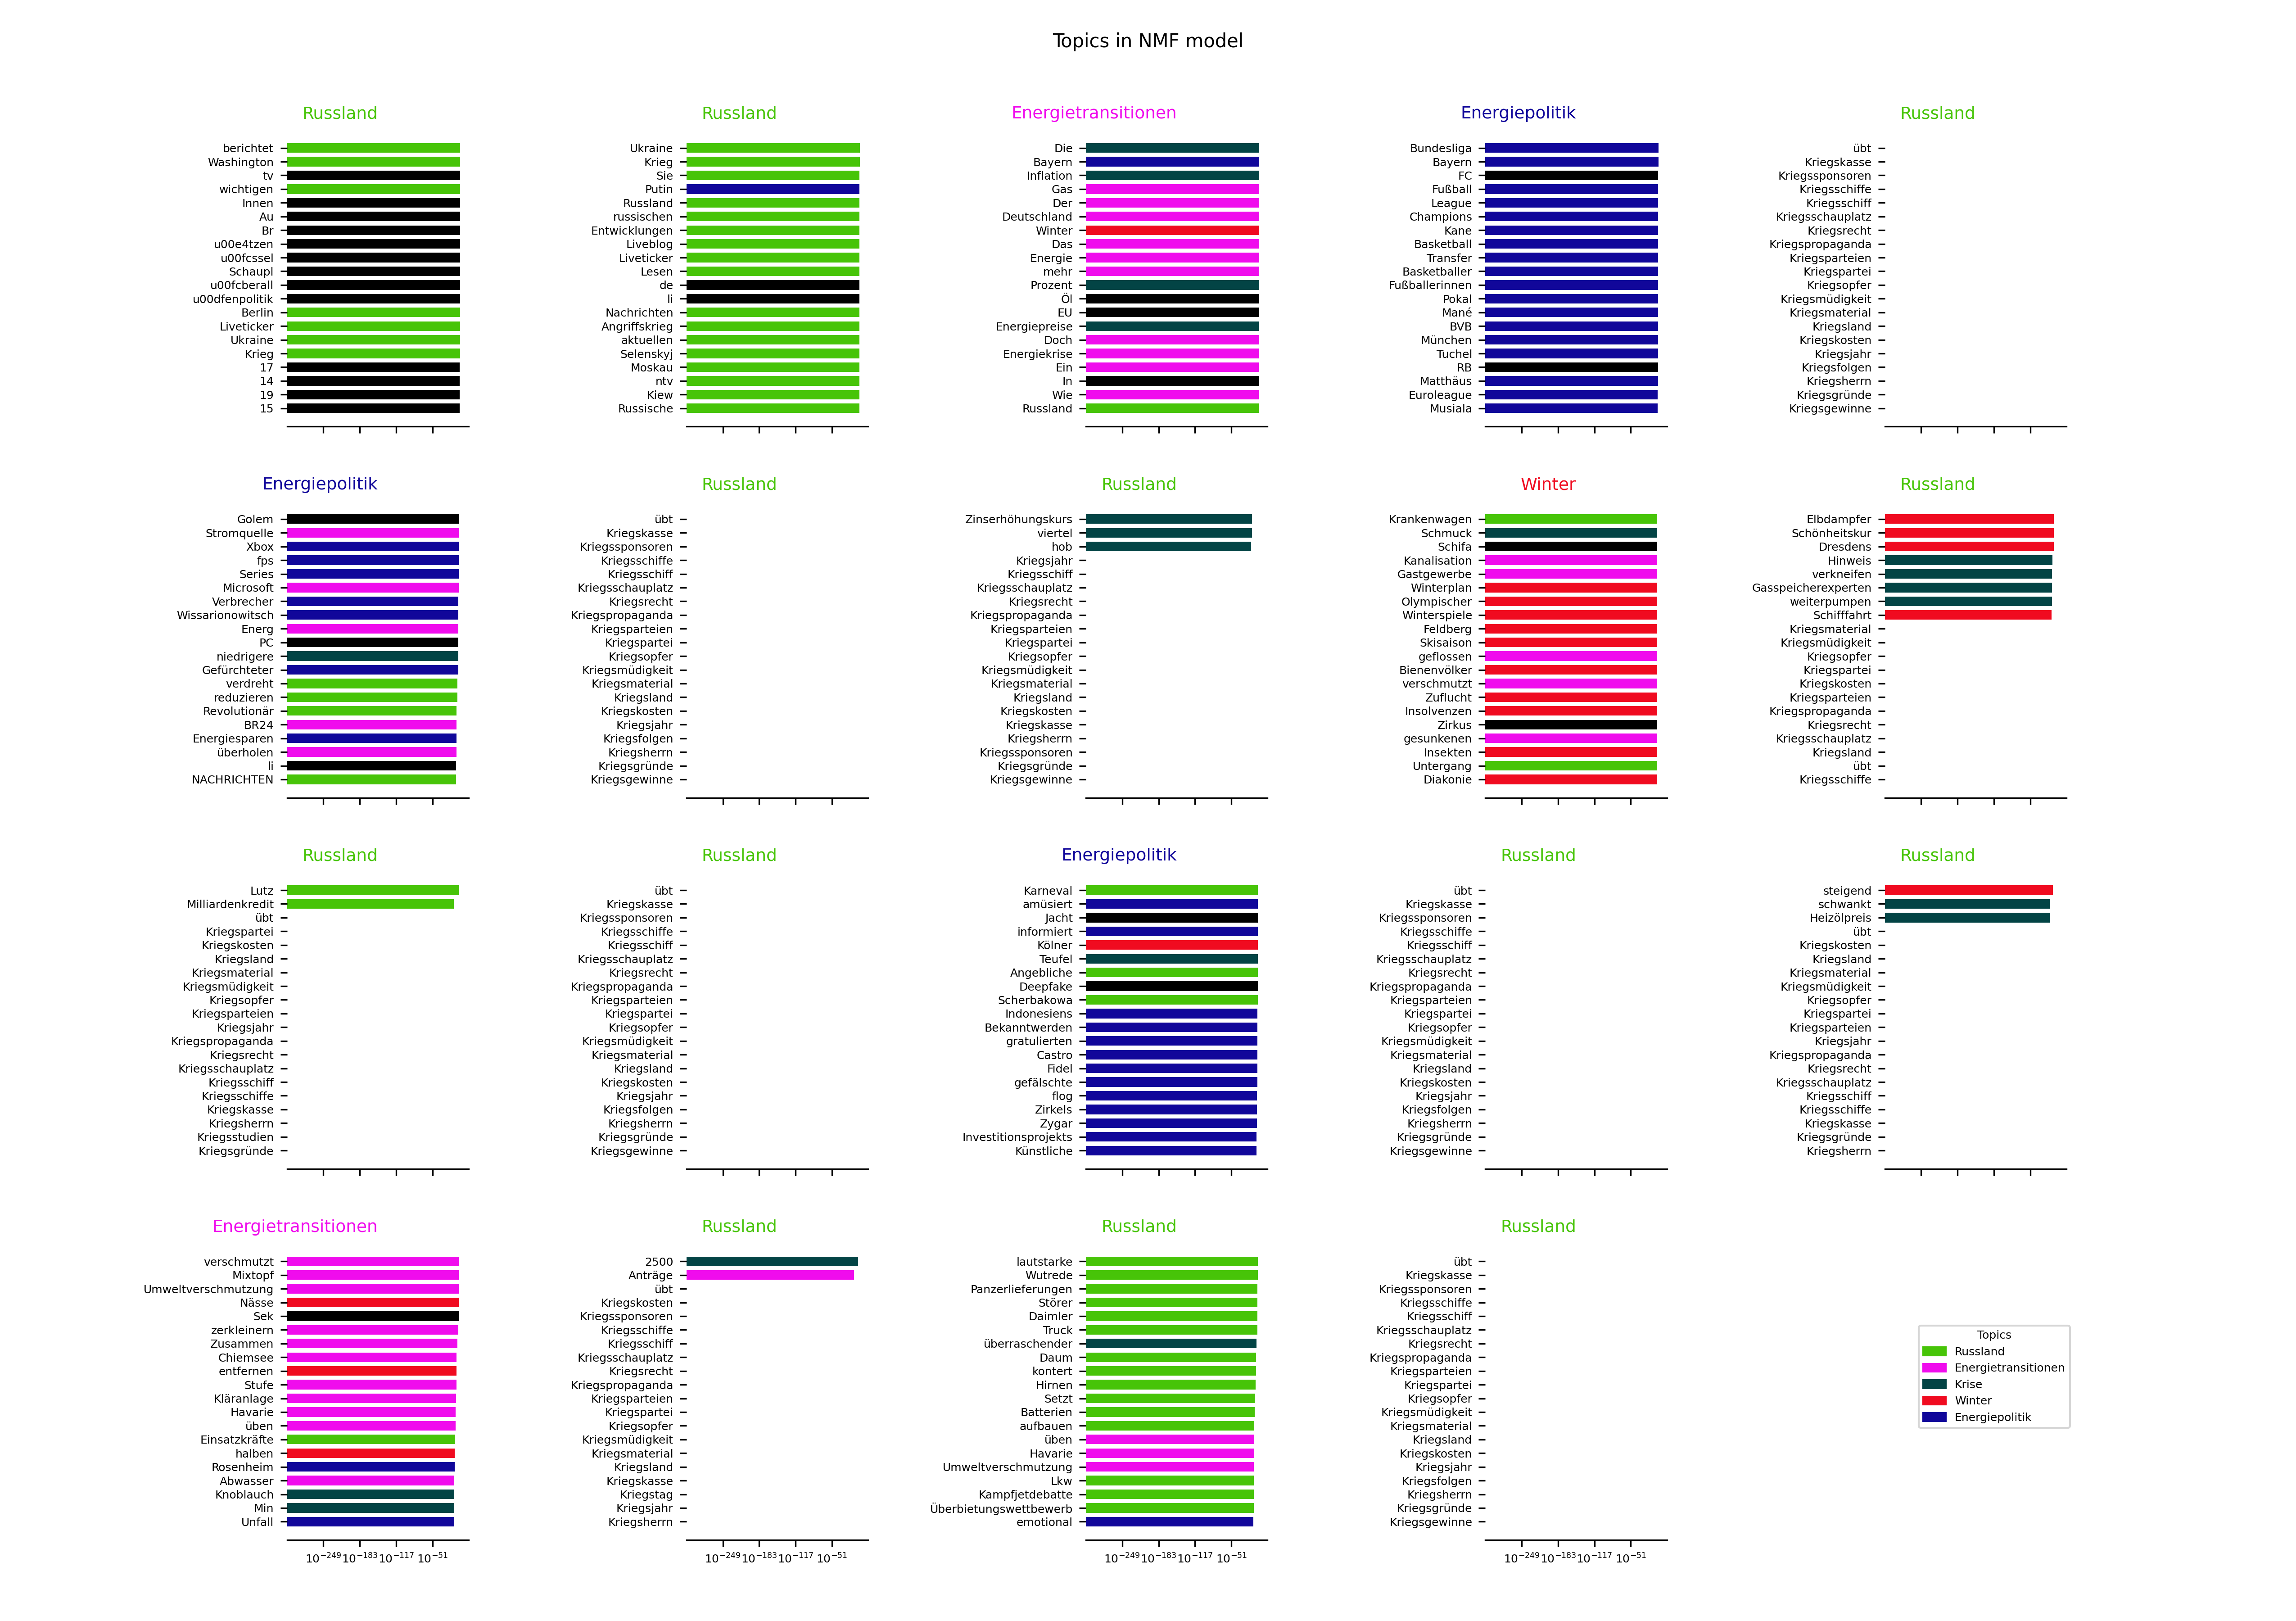 Topics in NMF model
Russland
berichtet
Washington
tv
wichtigen
Innen
Au
Br
u00e4tzen
u00fcssel
Schaupl
u00fcberall
u00dfenpolitik
Berlin
Liveticker
Ukraine
Krieg
17
14
19
15
Russland
Ukraine
Krieg
Sie
Putin
Russland
russischen
Entwicklungen
Liveblog
Liveticker
Lesen
de
li
Nachrichten
Angriffskrieg
aktuellen
Selenskyj
Moskau
ntv
Kiew
Russische
Energietransitionen
Die
Bayern
Inflation
Gas
Der
Deutschland
Winter
Das
Energie
mehr
Prozent
Öl
EU
Energiepreise
Doch
Energiekrise
Ein
In
Wie
Russland
Energiepolitik
Bundesliga
Bayern
FC
Fußball
League
Champions
Kane
Basketball
Transfer
Basketballer
Fußballerinnen
Pokal
Mané
BVB
München
Tuchel
RB
Matthäus
Euroleague
Musiala
Russland
übt
Kriegskasse
Kriegssponsoren
Kriegsschiffe
Kriegsschiff
Kriegsschauplatz
Kriegsrecht
Kriegspropaganda
Kriegsparteien
Kriegspartei
Kriegsopfer
Kriegsmüdigkeit
Kriegsmaterial
Kriegsland
Kriegskosten
Kriegsjahr
Kriegsfolgen
Kriegsherrn
Kriegsgründe
Kriegsgewinne
Energiepolitik
Golem
Stromquelle
Xbox
fps
Series
Microsoft
Verbrecher
Wissarionowitsch
Energ
PC
niedrigere
Gefürchteter
verdreht
reduzieren
Revolutionär
BR24
Energiesparen
überholen
li
NACHRICHTEN
Russland
übt
Kriegskasse
Kriegssponsoren
Kriegsschiffe
Kriegsschiff
Kriegsschauplatz
Kriegsrecht
Kriegspropaganda
Kriegsparteien
Kriegspartei
Kriegsopfer
Kriegsmüdigkeit
Kriegsmaterial
Kriegsland
Kriegskosten
Kriegsjahr
Kriegsfolgen
Kriegsherrn
Kriegsgründe
Kriegsgewinne
Russland
Zinserhöhungskurs
viertel
hob
Kriegsjahr
Kriegsschiff
Kriegsschauplatz
Kriegsrecht
Kriegspropaganda
Kriegsparteien
Kriegspartei
Kriegsopfer
Kriegsmüdigkeit
Kriegsmaterial
Kriegsland
Kriegskosten
Kriegskasse
Kriegsherrn
Kriegssponsoren
Kriegsgründe
Kriegsgewinne
Winter
Krankenwagen
Schmuck
Schifa
Kanalisation
Gastgewerbe
Winterplan
Olympischer
Winterspiele
Feldberg
Skisaison
geflossen
Bienenvölker
verschmutzt
Zuflucht
Insolvenzen
Zirkus
gesunkenen
Insekten
Untergang
Diakonie
Russland
Elbdampfer
Schönheitskur
Dresdens
Hinweis
verkneifen
Gasspeicherexperten
weiterpumpen
Schifffahrt
Kriegsmaterial
Kriegsmüdigkeit
Kriegsopfer
Kriegspartei
Kriegskosten
Kriegsparteien
Kriegspropaganda
Kriegsrecht
Kriegsschauplatz
Kriegsland
übt
Kriegsschiffe
Russland
Lutz
Milliardenkredit
übt
Kriegspartei
Kriegskosten
Kriegsland
Kriegsmaterial
Kriegsmüdigkeit
Kriegsopfer
Kriegsparteien
Kriegsjahr
Kriegspropaganda
Kriegsrecht
Kriegsschauplatz
Kriegsschiff
Kriegsschiffe
Kriegskasse
Kriegsherrn
Kriegsstudien
Kriegsgründe
Russland
übt
Kriegskasse
Kriegssponsoren
Kriegsschiffe
Kriegsschiff
Kriegsschauplatz
Kriegsrecht
Kriegspropaganda
Kriegsparteien
Kriegspartei
Kriegsopfer
Kriegsmüdigkeit
Kriegsmaterial
Kriegsland
Kriegskosten
Kriegsjahr
Kriegsfolgen
Kriegsherrn
Kriegsgründe
Kriegsgewinne
Energiepolitik
Karneval
amüsiert
Jacht
informiert
Kölner
Teufel
Angebliche
Deepfake
Scherbakowa
Indonesiens
Bekanntwerden
gratulierten
Castro
Fidel
gefälschte
flog
Zirkels
Zygar
Investitionsprojekts
Künstliche
Russland
übt
Kriegskasse
Kriegssponsoren
Kriegsschiffe
Kriegsschiff
Kriegsschauplatz
Kriegsrecht
Kriegspropaganda
Kriegsparteien
Kriegspartei
Kriegsopfer
Kriegsmüdigkeit
Kriegsmaterial
Kriegsland
Kriegskosten
Kriegsjahr
Kriegsfolgen
Kriegsherrn
Kriegsgründe
Kriegsgewinne
Russland
steigend
schwankt
Heizölpreis
übt
Kriegskosten
Kriegsland
Kriegsmaterial
Kriegsmüdigkeit
Kriegsopfer
Kriegspartei
Kriegsparteien
Kriegsjahr
Kriegspropaganda
Kriegsrecht
Kriegsschauplatz
Kriegsschiff
Kriegsschiffe
Kriegskasse
Kriegsgründe
Kriegsherrn
Energietransitionen
verschmutzt
Mixtopf
Umweltverschmutzung
Nässe
Sek
zerkleinern
Zusammen
Chiemsee
entfernen
Stufe
Kläranlage
Havarie
üben
Einsatzkräfte
halben
Rosenheim
Abwasser
Knoblauch
Min
Unfall
10^−249 10^−183 10^−117 10^−51
Russland
2500
Anträge
übt
Kriegskosten
Kriegssponsoren
Kriegsschiffe
Kriegsschiff
Kriegsschauplatz
Kriegsrecht
Kriegspropaganda
Kriegsparteien
Kriegspartei
Kriegsopfer
Kriegsmüdigkeit
Kriegsmaterial
Kriegsland
Kriegskasse
Kriegstag
Kriegsjahr
Kriegsherrn
10^−249 10^−183 10^−117 10^−51
Russland
lautstarke
Wutrede
Panzerlieferungen
Störer
Daimler
Truck
überraschender
Daum
kontert
Hirnen
Setzt
Batterien
aufbauen
üben
Havarie
Umweltverschmutzung
Lkw
Kampfjetdebatte
Überbietungswettbewerb
emotional
10^−249 10^−183 10^−117 10^−51
Russland
übt
Kriegskasse
Kriegssponsoren
Kriegsschiffe
Kriegsschiff
Kriegsschauplatz
Kriegsrecht
Kriegspropaganda
Kriegsparteien
Kriegspartei
Kriegsopfer
Kriegsmüdigkeit
Kriegsmaterial
Kriegsland
Kriegskosten
Kriegsjahr
Kriegsfolgen
Kriegsherrn
Kriegsgründe
Kriegsgewinne
10^−249 10^−183 10^−117 10^−51
Topics
Russland
Energietransitionen
Krise
Winter
Energiepolitik